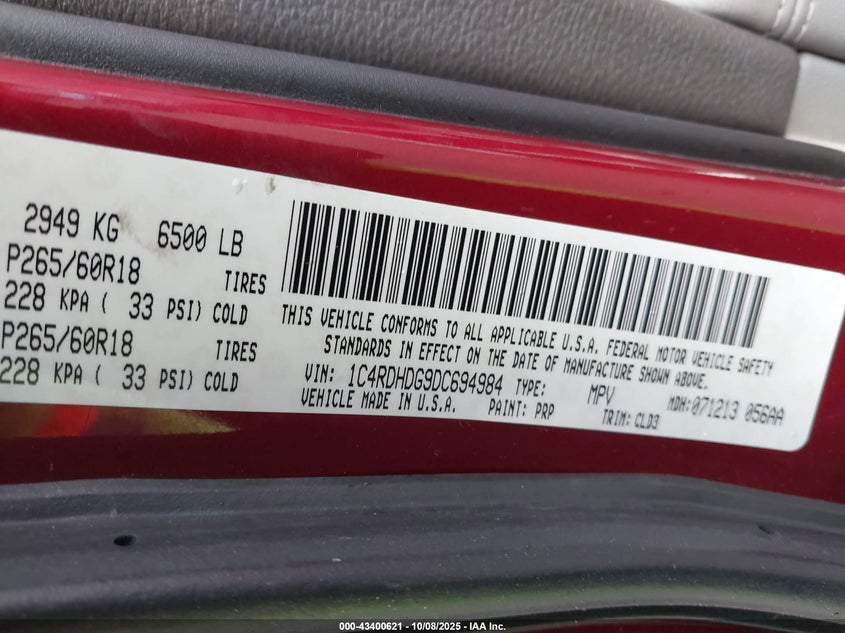 2949 KG 6500 LB
P265/60R18 TIRES
228 KPA ( 33 PSI) COLD
P265/60R18 TIRES
228 KPA ( 33 PSI) COLD
THIS VEHICLE CONFORMS TO ALL APPLICABLE U.S.A. FEDERAL MOTOR VEHICLE SAFETY
STANDARDS IN EFFECT ON THE DATE OF MANUFACTURE SHOWN ABOVE.
VIN: 1C4RDHDG9DC694984 TYPE: MPV MDH:071213 056AA
VEHICLE MADE IN U.S.A. PAINT: PRP TRIM: CLD3
000-43400621 - 10/08/2025 - IAA Inc.